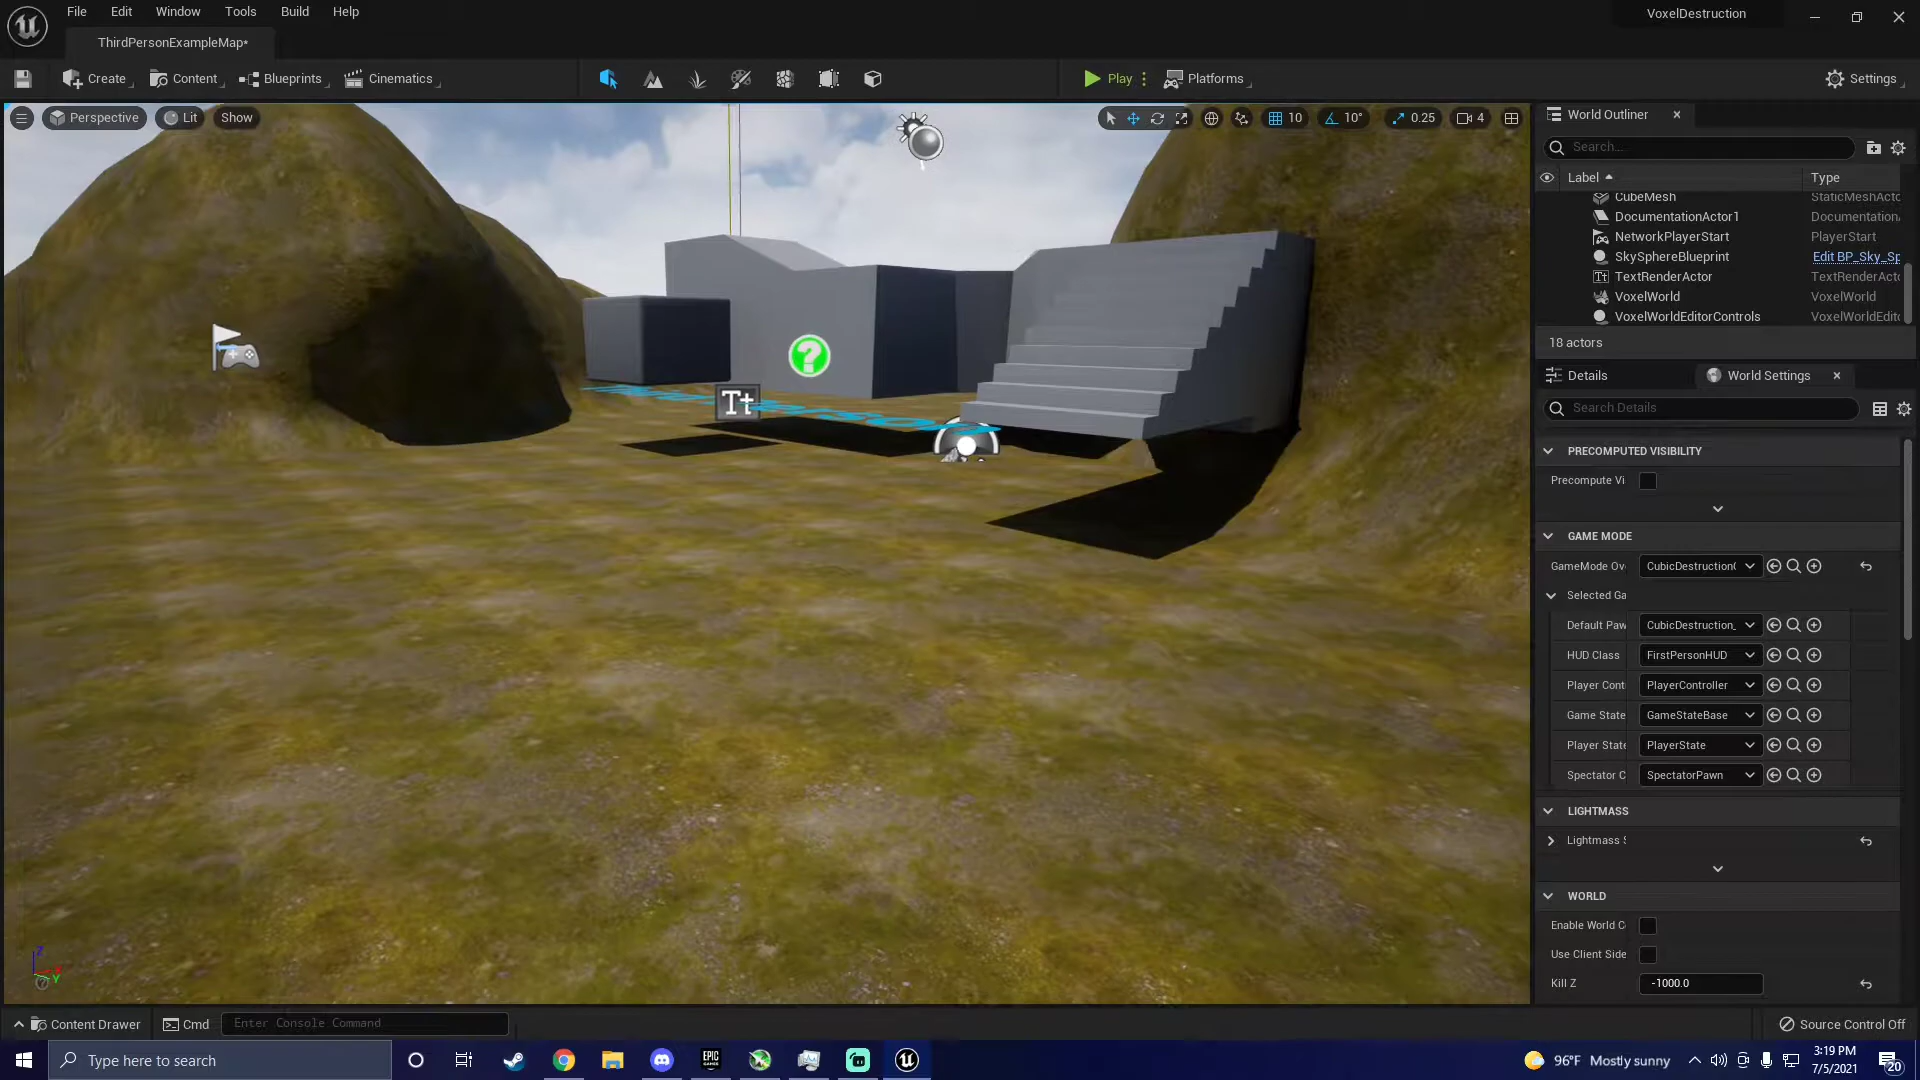 File Edit Window Tools Build Help
VoxelDestruction
ThirdPersonExampleMap*
Create Content Blueprints Cinematics Play Platforms Settings
Perspective Lit Show 10 10° 0.25 4
World Outliner
Search...
Label Type
CubeMesh StaticMeshActo
DocumentationActor1 Documentation
NetworkPlayerStart PlayerStart
SkySphereBlueprint Edit BP_Sky_Sp
TextRenderActor TextRenderActo
VoxelWorld VoxelWorld
VoxelWorldEditorControls VoxelWorldEdito
18 actors
Details World Settings
Search Details
PRECOMPUTED VISIBILITY
Precompute Vi
GAME MODE
GameMode Ov CubicDestruction
Selected Ga
Default Paw CubicDestruction_
HUD Class FirstPersonHUD
Player Cont PlayerController
Game State GameStateBase
Player State PlayerState
Spectator C SpectatorPawn
LIGHTMASS
Lightmass S
WORLD
Enable World C
Use Client Side
Kill Z -1000.0
Tt
Z
Y
Content Drawer Cmd Enter Console Command Source Control Off
Type here to search
EPIC GAMES
96°F Mostly sunny
3:19 PM
7/5/2021
20